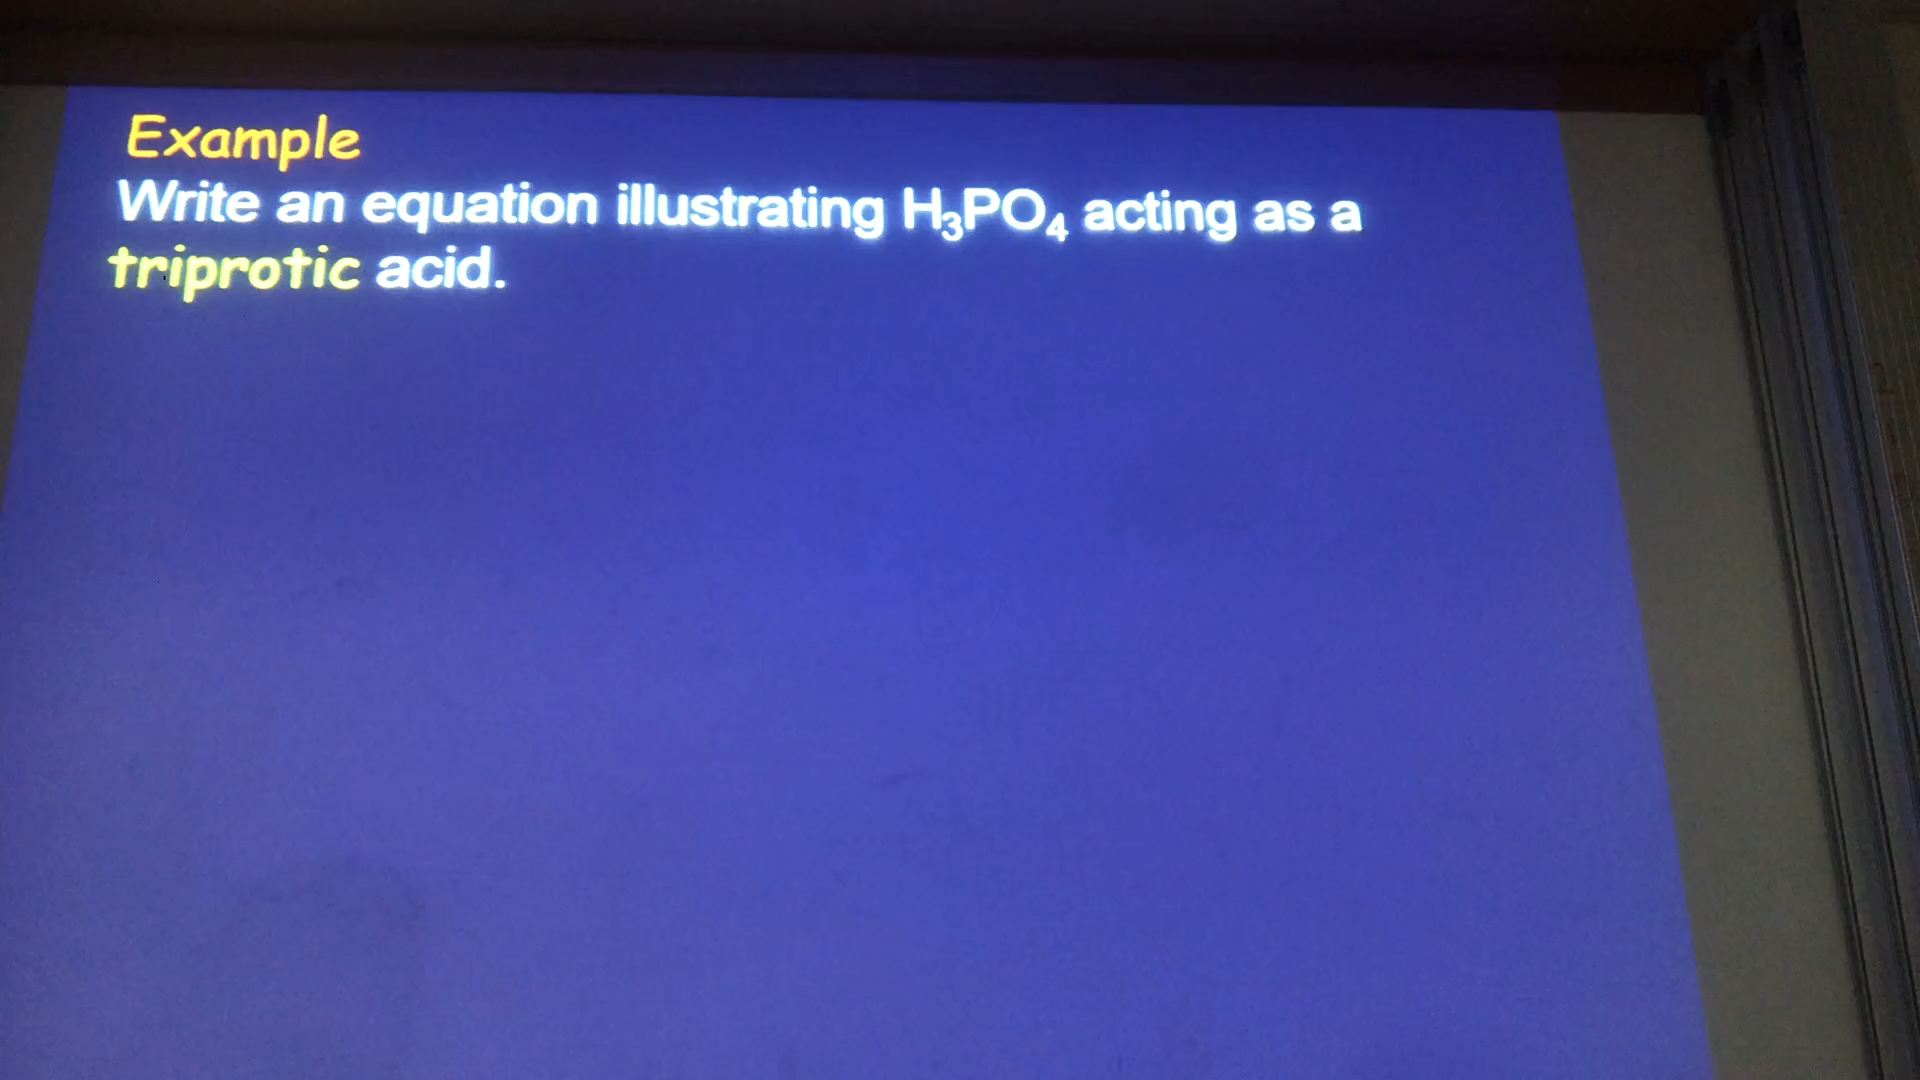 Example
Write an equation illustrating H₃PO₄ acting as a
triprotic acid.